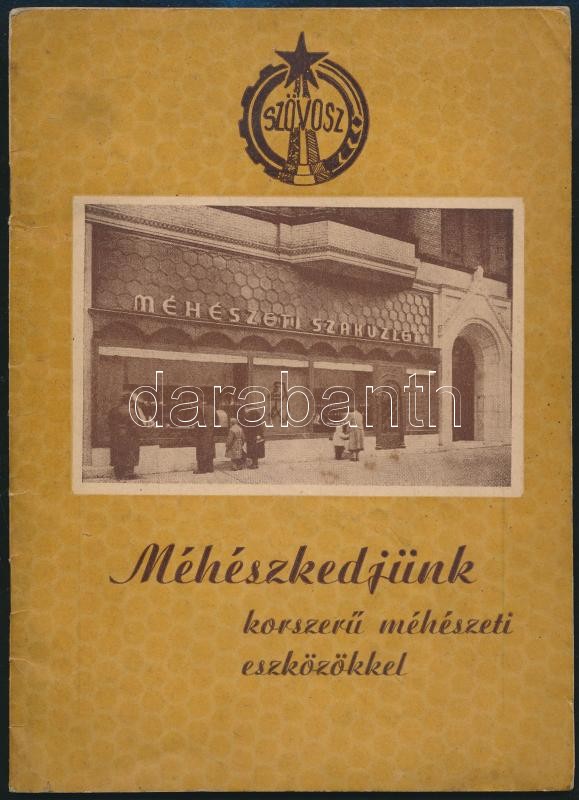 SZÖVOSZ
MÉHÉSZETI SZAKÜZLET
darabanth
Méhészkedjünk
korszerű méhészeti
eszközökkel